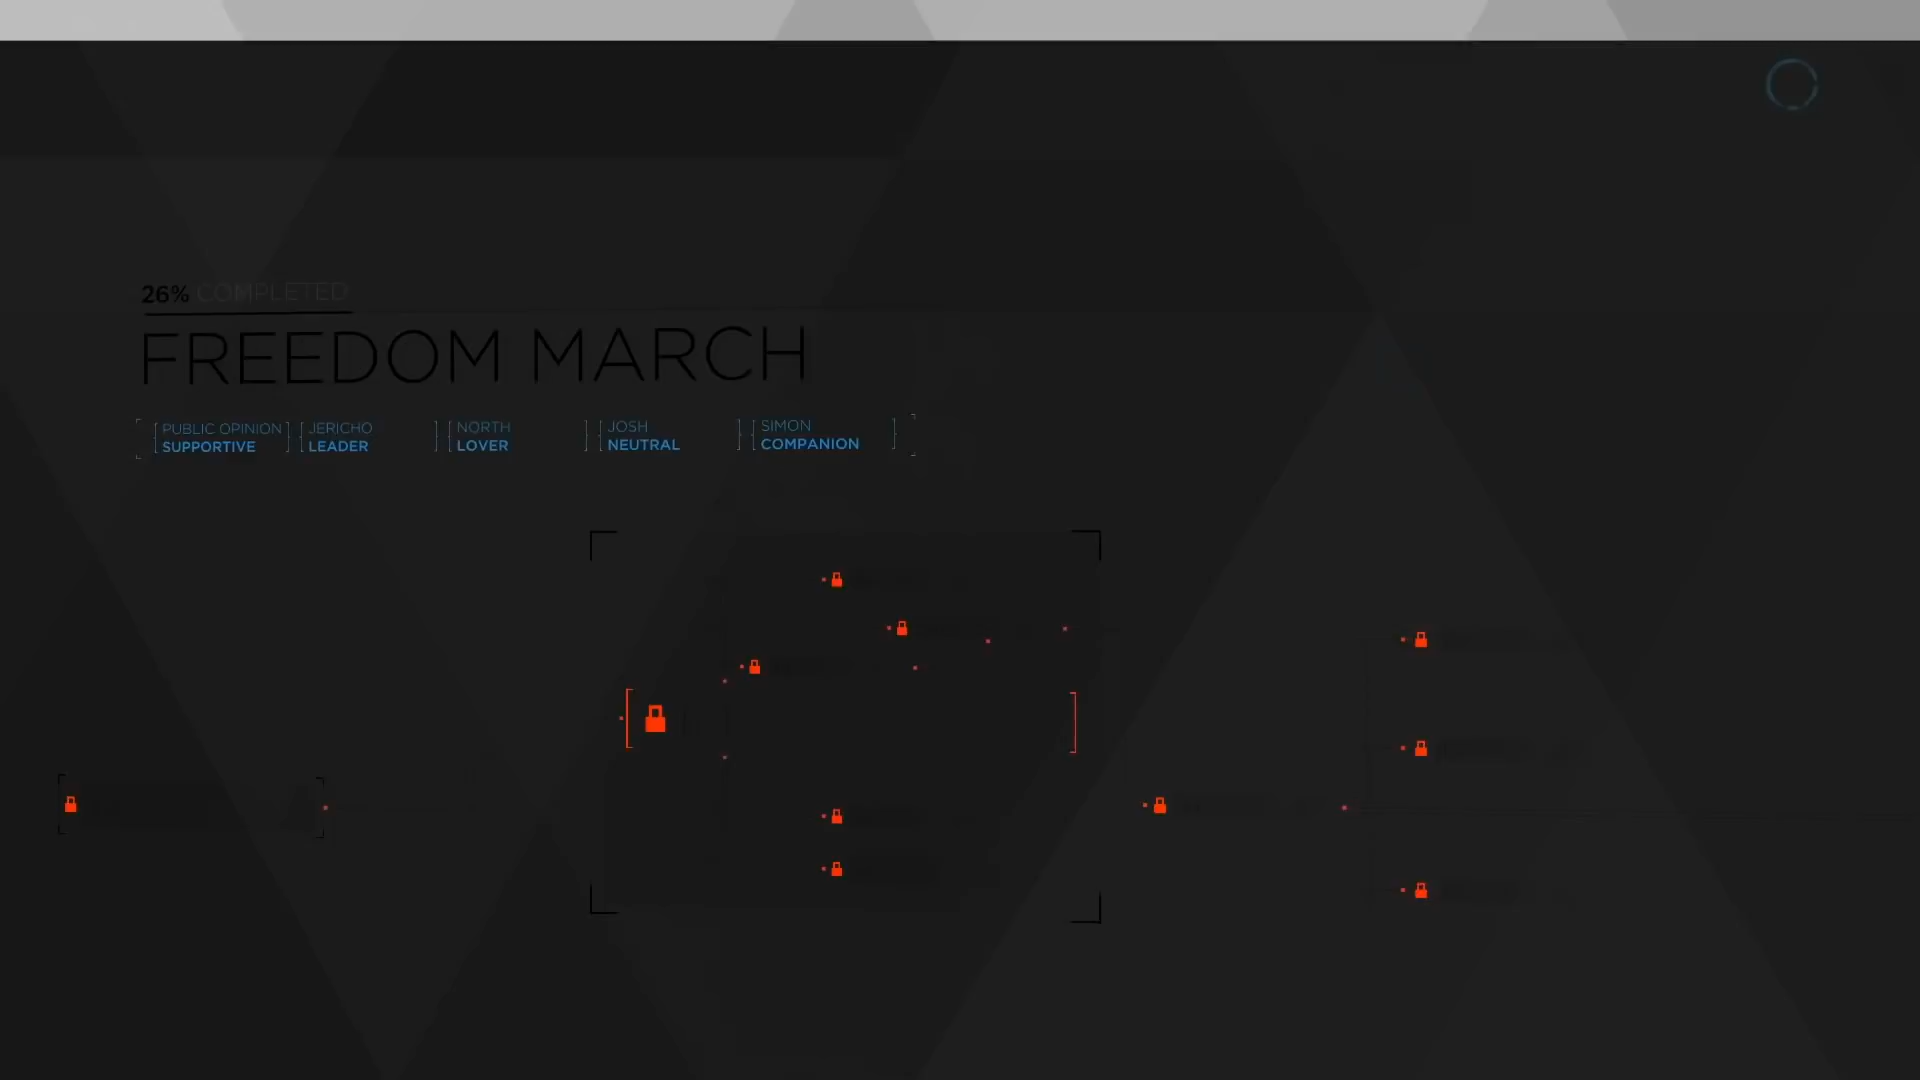 26% COMPLETED
FREEDOM MARCH
PUBLIC OPINION JERICHO NORTH JOSH SIMON
SUPPORTIVE LEADER LOVER NEUTRAL COMPANION